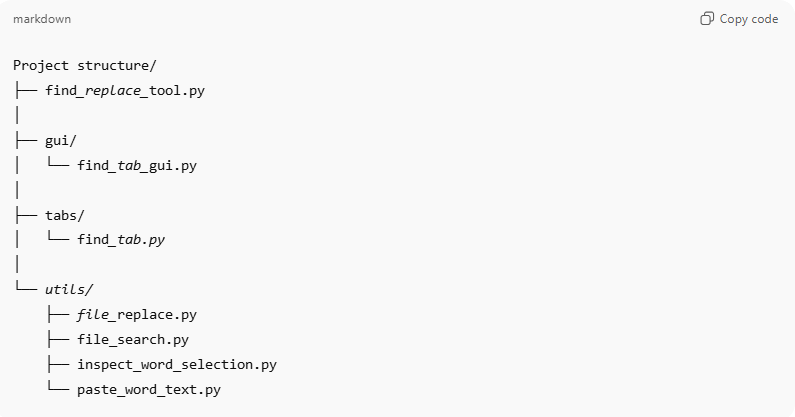 markdown
Copy code
Project structure/
├── find_replace_tool.py
│
├── gui/
│   └── find_tab_gui.py
│
├── tabs/
│   └── find_tab.py
│
└── utils/
    ├── file_replace.py
    ├── file_search.py
    ├── inspect_word_selection.py
    └── paste_word_text.py